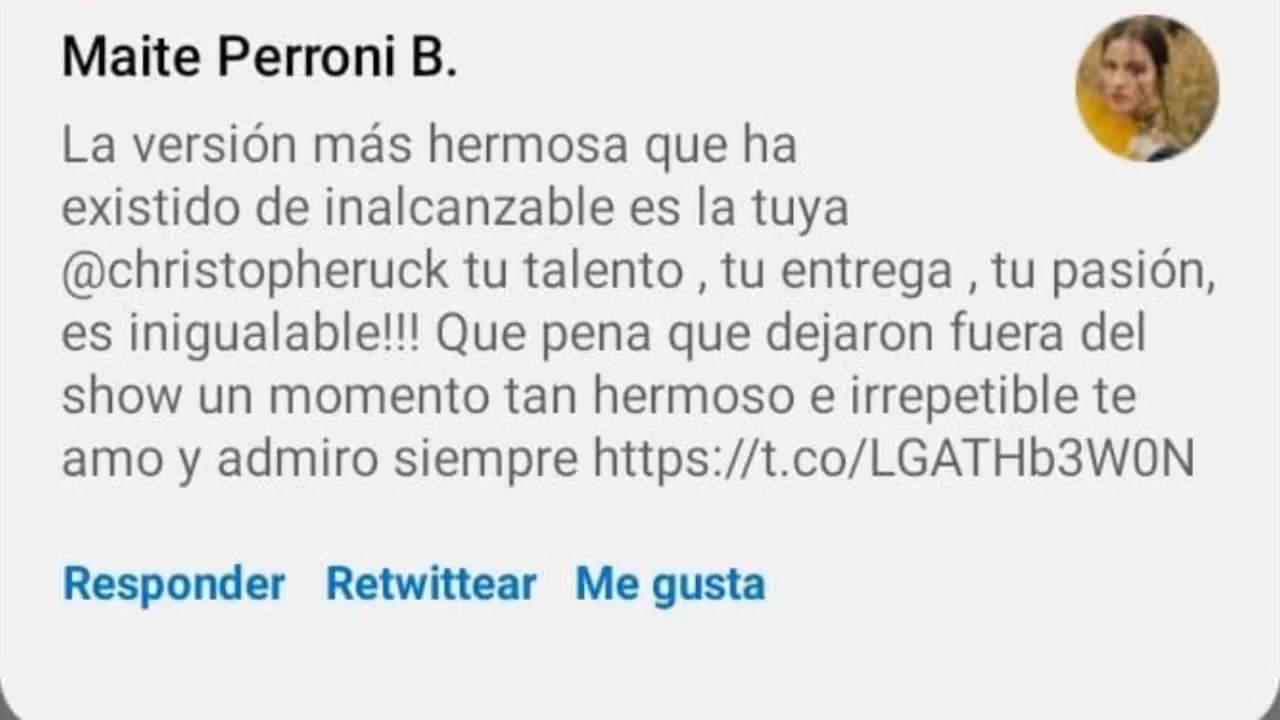 Maite Perroni B.
La versión más hermosa que ha
existido de inalcanzable es la tuya
@christopheruck tu talento , tu entrega , tu pasión,
es inigualable!!! Que pena que dejaron fuera del
show un momento tan hermoso e irrepetible te
amo y admiro siempre https://t.co/LGATHb3W0N
Responder Retwittear Me gusta